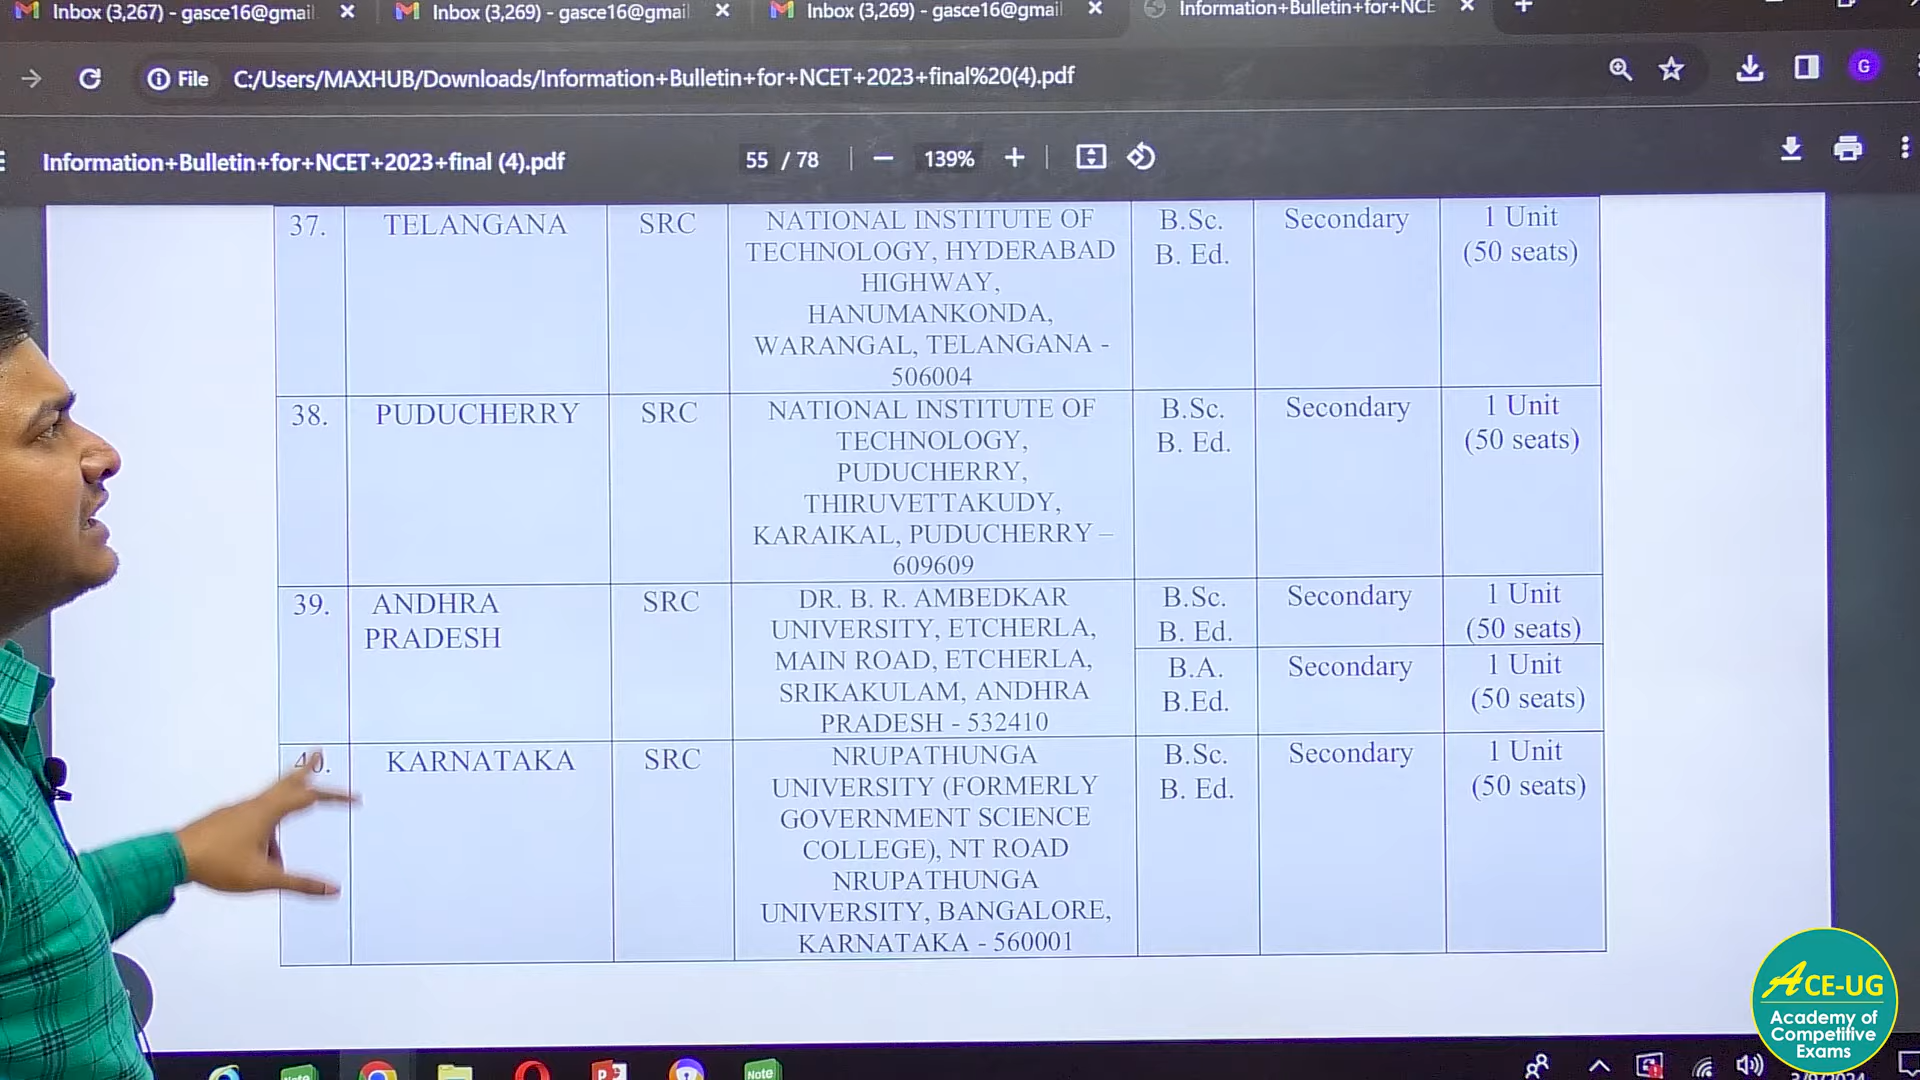 Inbox (3,267) - gasce16@gmail
Inbox (3,269) - gasce16@gmail
Inbox (3,269) - gasce16@gmail
Information+Bulletin+for+NCE
File C:/Users/MAXHUB/Downloads/Information+Bulletin+for+NCET+2023+final%20(4).pdf
G
Information+Bulletin+for+NCET+2023+final (4).pdf
55 / 78
139%
37.
TELANGANA
SRC
NATIONAL INSTITUTE OF
TECHNOLOGY, HYDERABAD
HIGHWAY,
HANUMANKONDA,
WARANGAL, TELANGANA -
506004
B.Sc.
B. Ed.
Secondary
1 Unit
(50 seats)
38.
PUDUCHERRY
SRC
NATIONAL INSTITUTE OF
TECHNOLOGY,
PUDUCHERRY,
THIRUVETTAKUDY,
KARAIKAL, PUDUCHERRY –
609609
B.Sc.
B. Ed.
Secondary
1 Unit
(50 seats)
39.
ANDHRA
PRADESH
SRC
DR. B. R. AMBEDKAR
UNIVERSITY, ETCHERLA,
MAIN ROAD, ETCHERLA,
SRIKAKULAM, ANDHRA
PRADESH - 532410
B.Sc.
B. Ed.
Secondary
1 Unit
(50 seats)
B.A.
B.Ed.
Secondary
1 Unit
(50 seats)
40.
KARNATAKA
SRC
NRUPATHUNGA
UNIVERSITY (FORMERLY
GOVERNMENT SCIENCE
COLLEGE), NT ROAD
NRUPATHUNGA
UNIVERSITY, BANGALORE,
KARNATAKA - 560001
B.Sc.
B. Ed.
Secondary
1 Unit
(50 seats)
ACE-UG
Academy of
Competitive
Exams
Note
Note